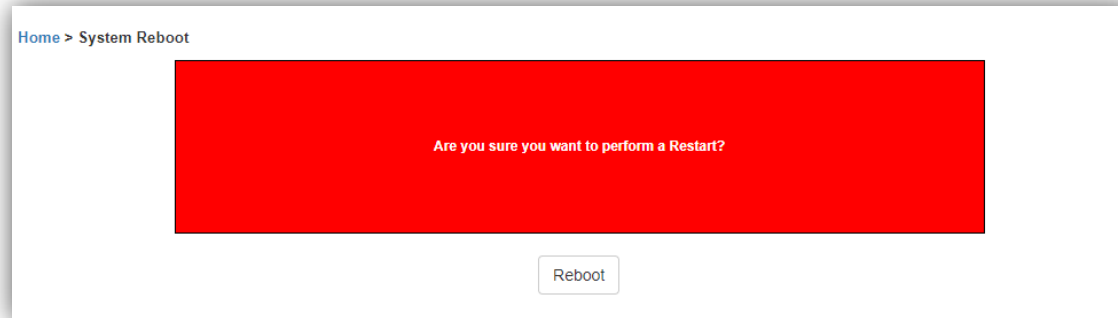 Home > System Reboot
Are you sure you want to perform a Restart?
Reboot